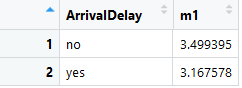 ArrivalDelay m1
1 no 3.499395
2 yes 3.167578